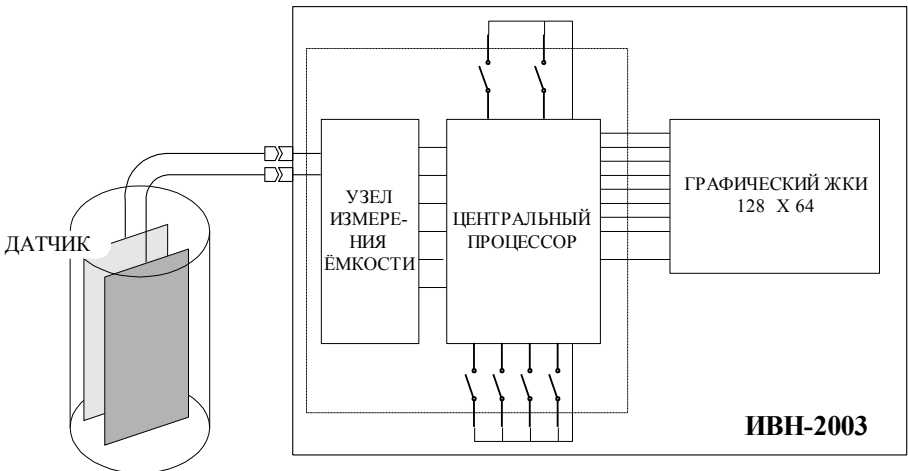 ДАТЧИК
УЗЕЛ
ИЗМЕРЕ-
НИЯ
ЁМКОСТИ
ЦЕНТРАЛЬНЫЙ
ПРОЦЕССОР
ГРАФИЧЕСКИЙ ЖКИ
128 X 64
ИВН-2003